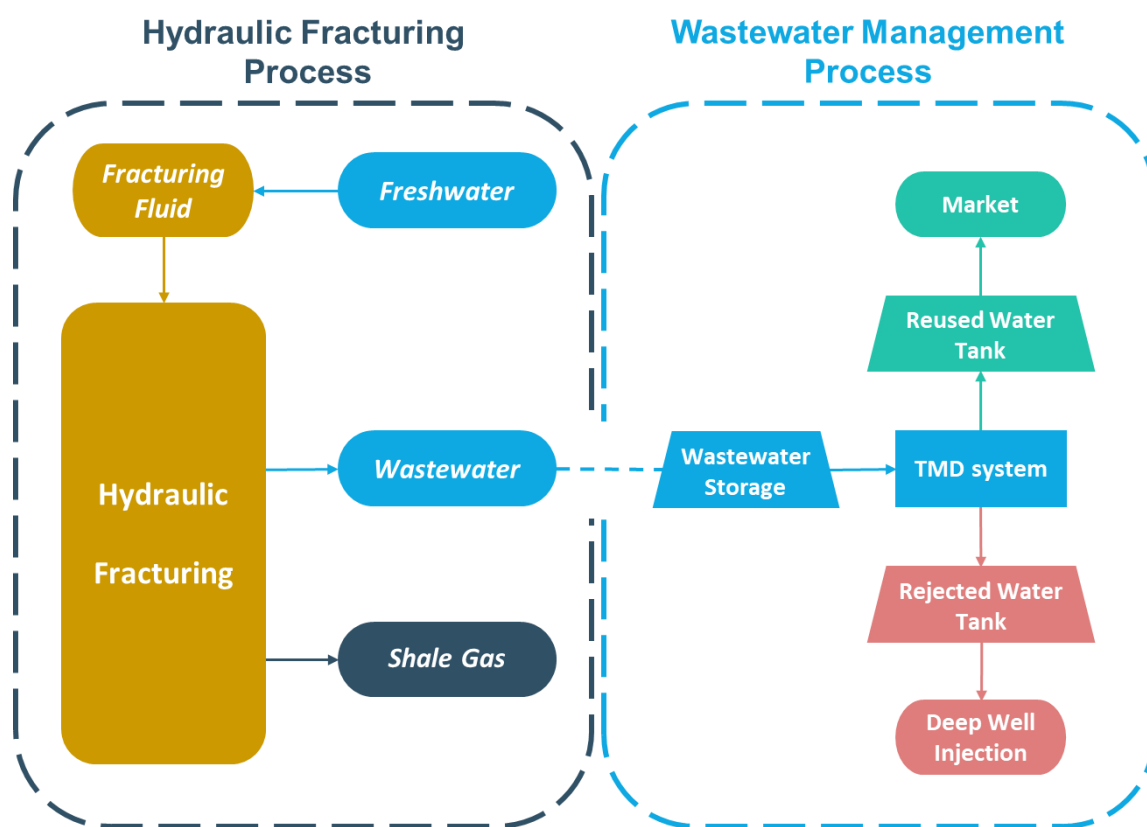 Hydraulic Fracturing
Process
Wastewater Management
Process
Fracturing
Fluid
Freshwater
Hydraulic
Fracturing
Wastewater
Shale Gas
Market
Reused Water
Tank
Wastewater
Storage
TMD system
Rejected Water
Tank
Deep Well
Injection